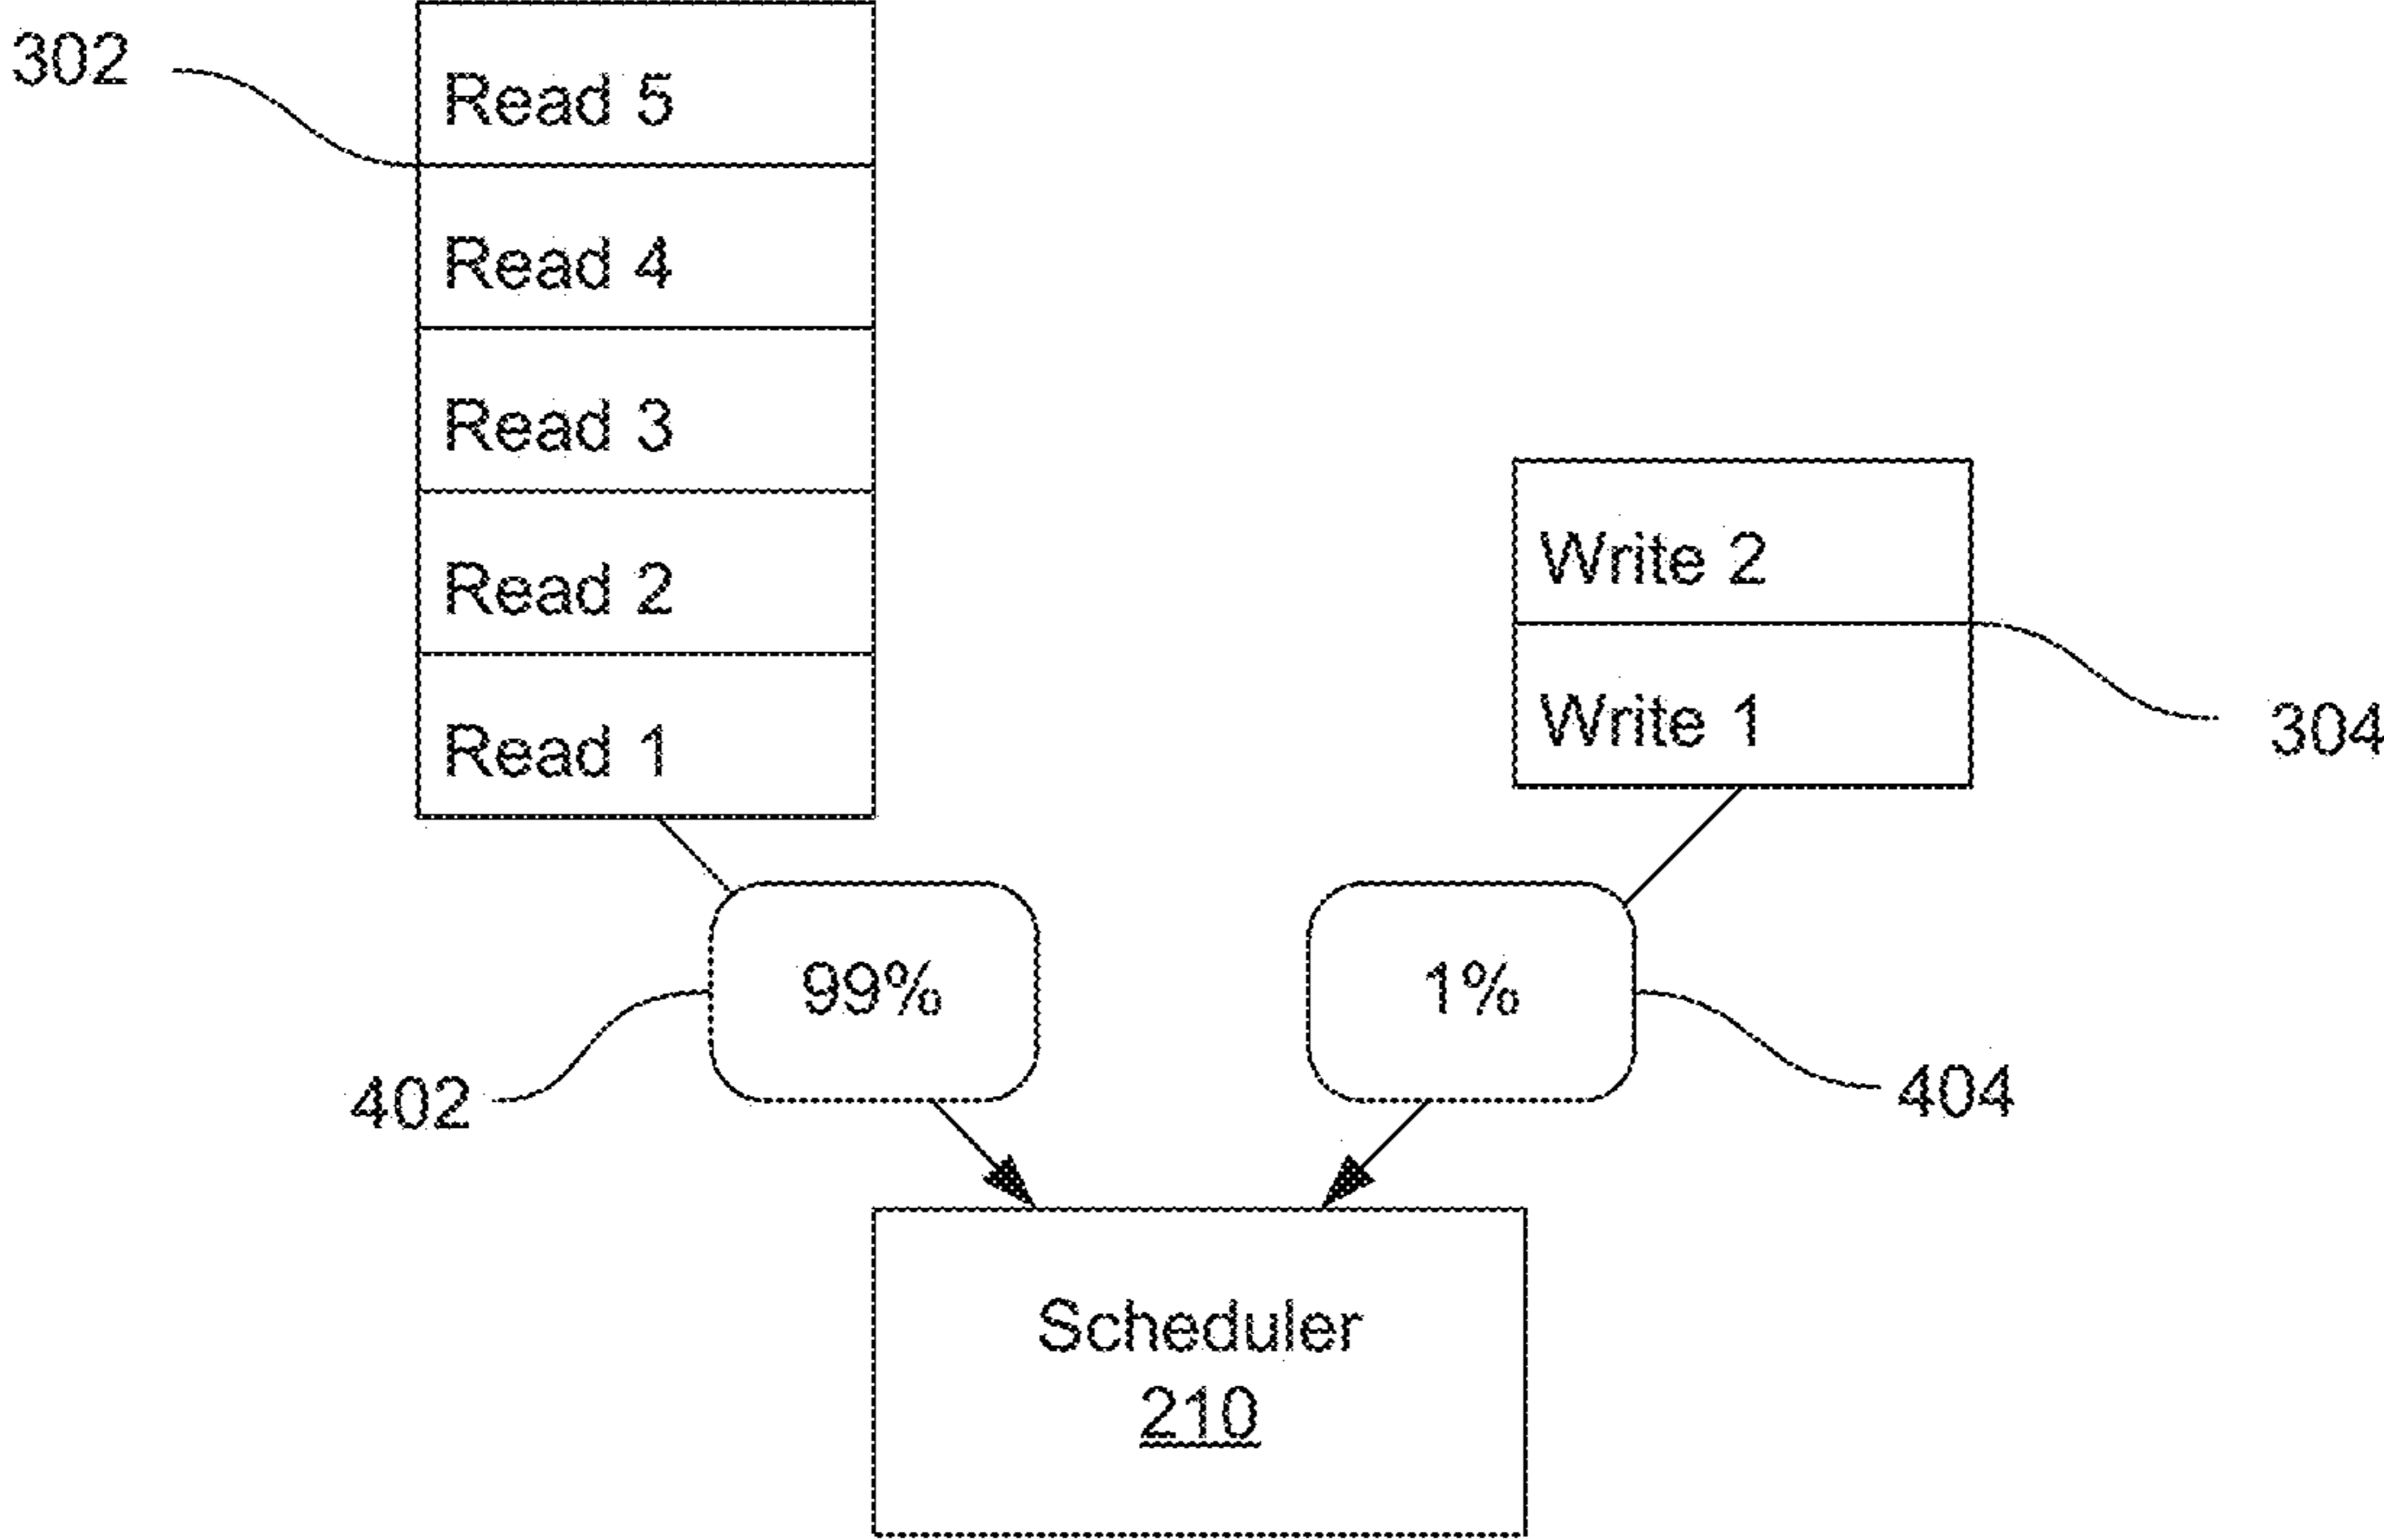 302
Read 5
Read 4
Read 3
Read 2
Read 1
Write 2
Write 1
304
99%
1%
402
404
Scheduler
210